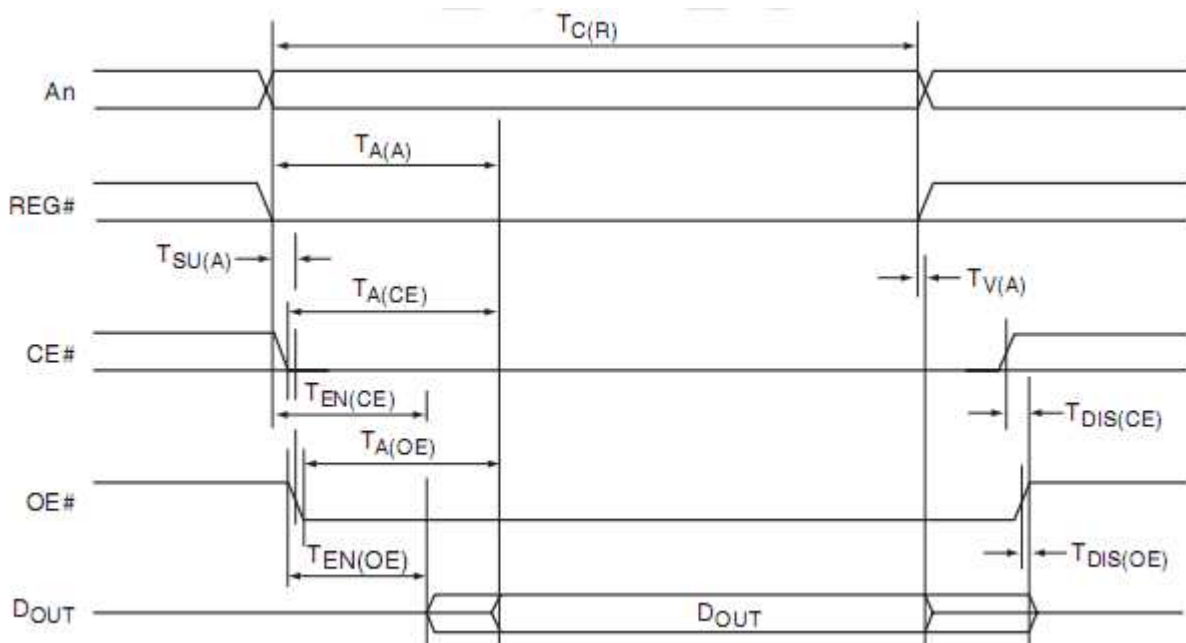 TC(R)
An
TA(A)
REG#
TSU(A)
TV(A)
TA(CE)
CE#
TEN(CE)
TDIS(CE)
TA(OE)
OE#
TEN(OE)
TDIS(OE)
DOUT
DOUT